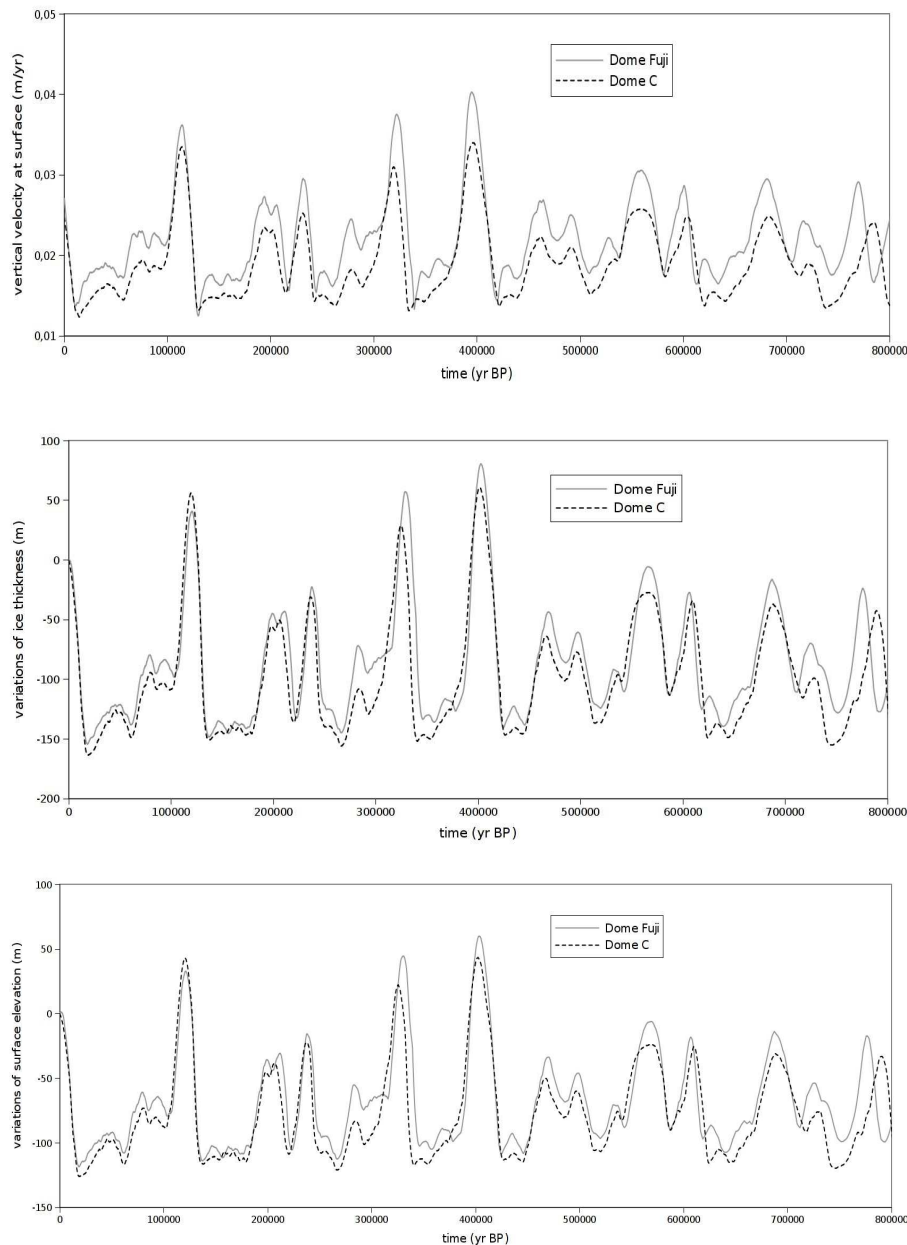 0,05
0,04
0,03
0,02
0,01
vertical velocity at surface (m/yr)
Dome Fuji
Dome C
0 100000 200000 300000 400000 500000 600000 700000 800000
time (yr BP)
100
50
0
-50
-100
-150
-200
variations of ice thickness (m)
Dome Fuji
Dome C
0 100000 200000 300000 400000 500000 600000 700000 800000
time (yr BP)
100
50
0
-50
-100
-150
variations of surface elevation (m)
Dome Fuji
Dome C
0 100000 200000 300000 400000 500000 600000 700000 800000
time (yr BP)